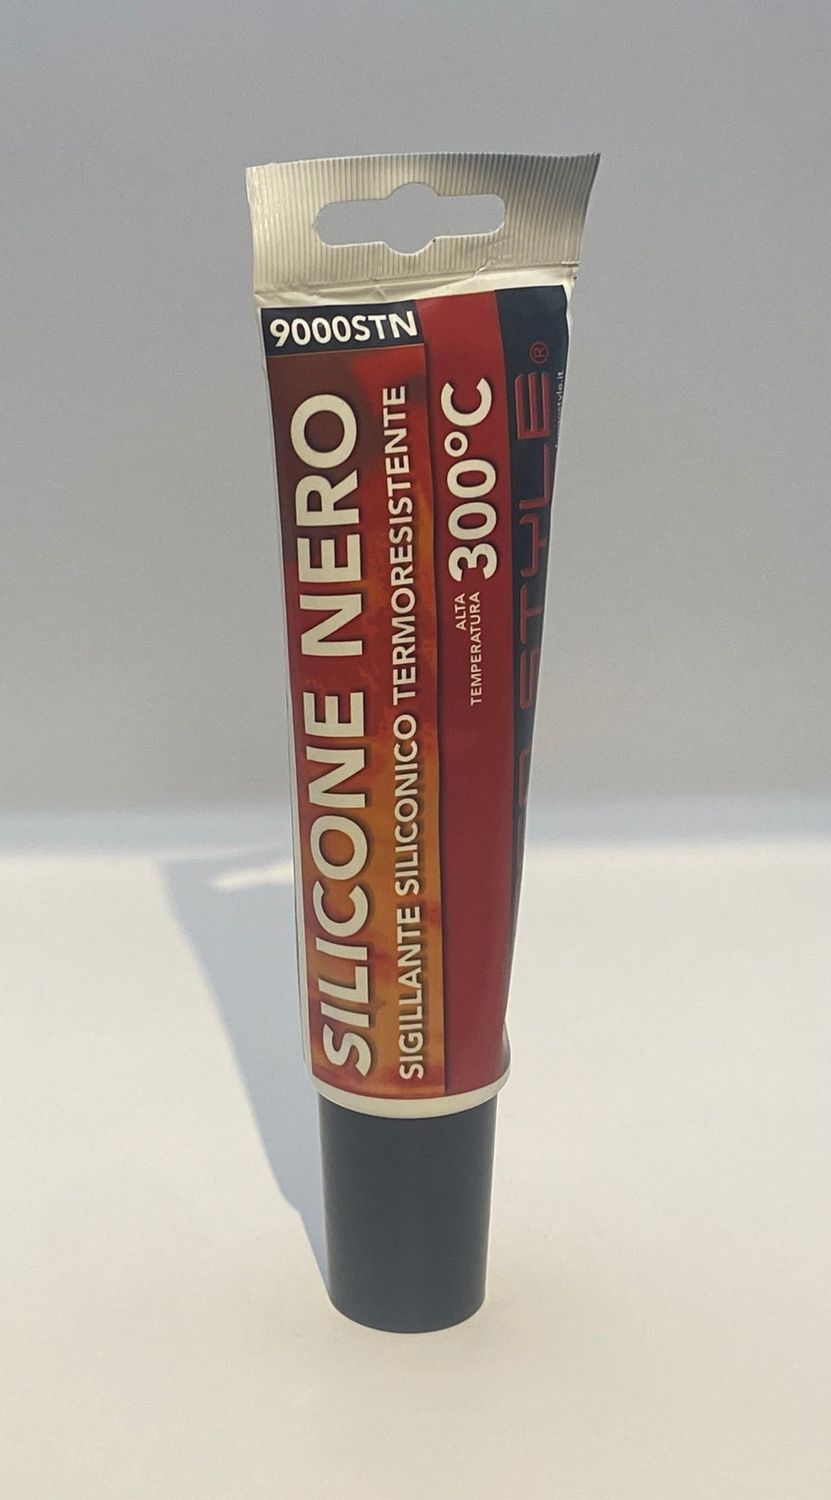 9000STN
SILICONE NERO
SIGILLANTE SILICONICO TERMORESISTENTE
ALTA
TEMPERATURA
300°C
STYLE®